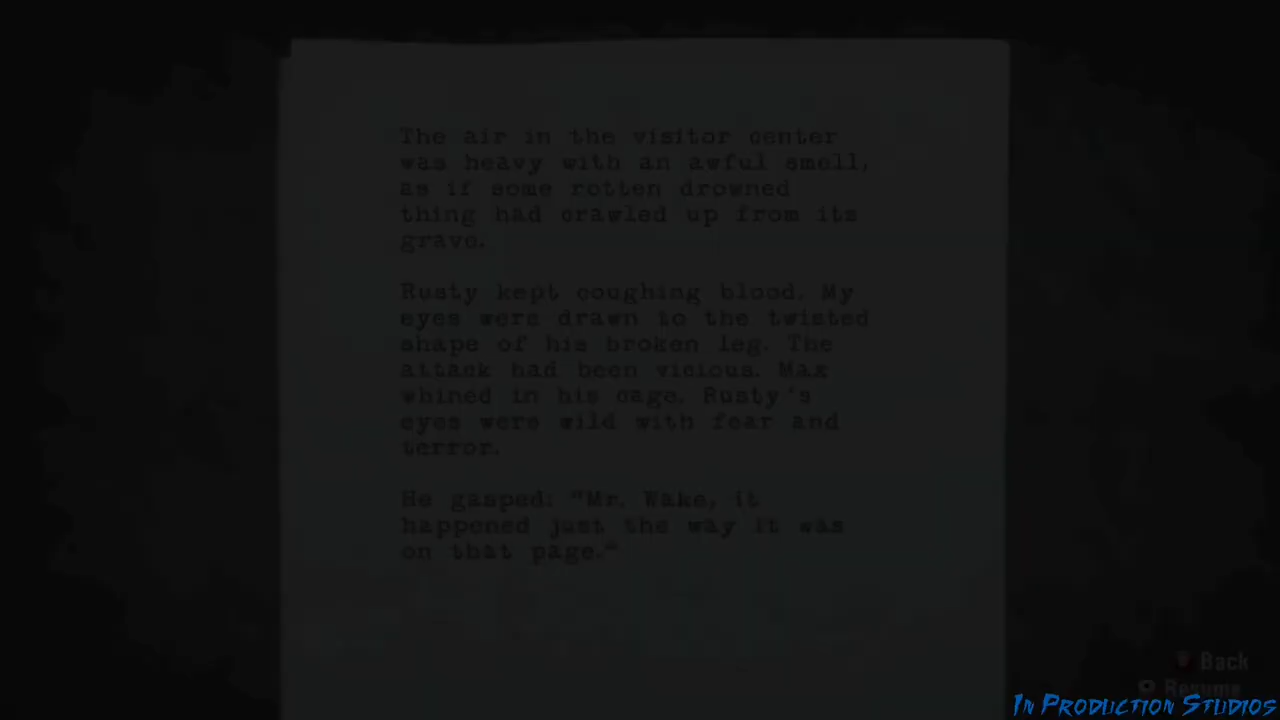 The air in the visitor center
was heavy with an awful smell,
as if some rotten drowned
thing had crawled up from its
grave.
Rusty kept coughing blood. My
eyes were drawn to the twisted
shape of his broken leg. The
attack had been vicious. Max
whined in his cage. Rusty's
eyes were wild with fear and
terror.
He gasped: "Mr. Wake, it
happened just the way it was
on that page."
Back
Resume
In Production Studios